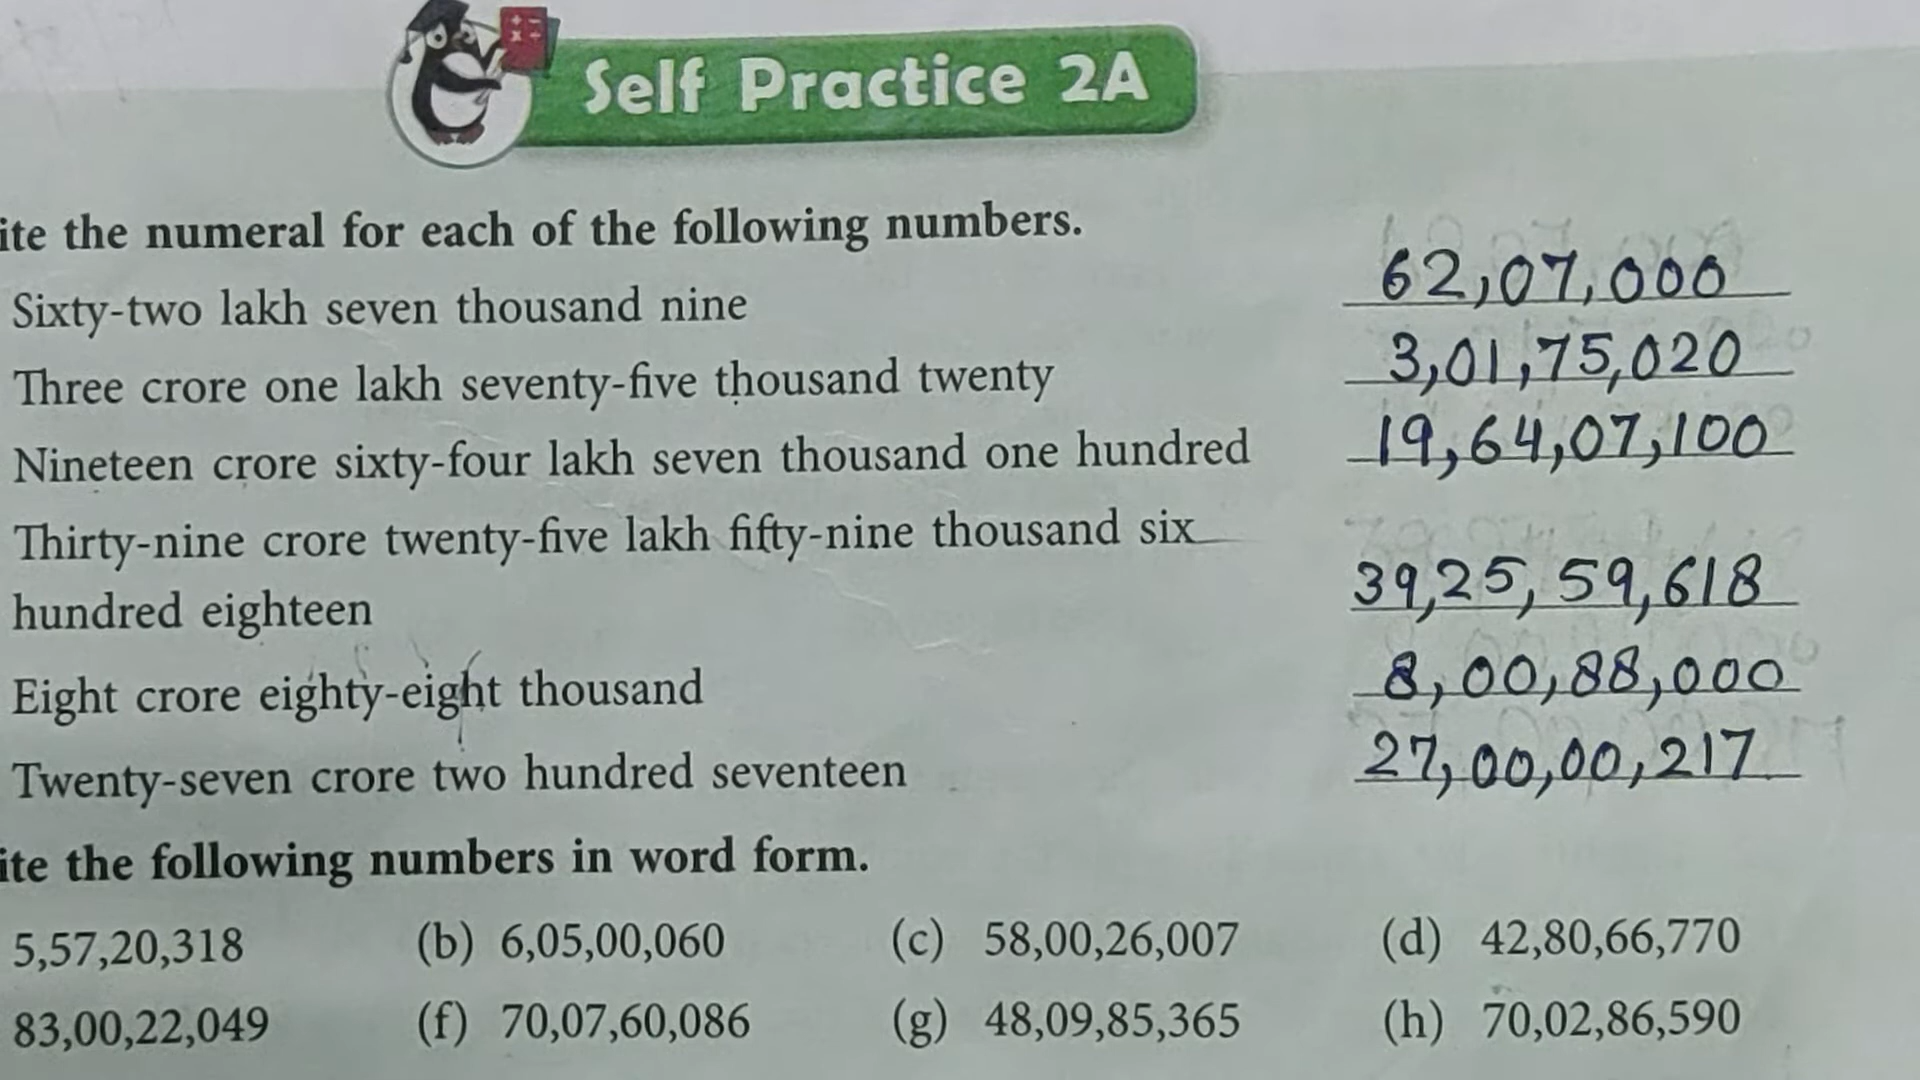 Self Practice 2A
ite the numeral for each of the following numbers.
Sixty-two lakh seven thousand nine 62,07,000
Three crore one lakh seventy-five thousand twenty 3,01,75,020
Nineteen crore sixty-four lakh seven thousand one hundred 19,64,07,100
Thirty-nine crore twenty-five lakh fifty-nine thousand six
hundred eighteen 39,25,59,618
Eight crore eighty-eight thousand 8,00,88,000
Twenty-seven crore two hundred seventeen 27,00,00,217
ite the following numbers in word form.
5,57,20,318 (b) 6,05,00,060 (c) 58,00,26,007 (d) 42,80,66,770
83,00,22,049 (f) 70,07,60,086 (g) 48,09,85,365 (h) 70,02,86,590